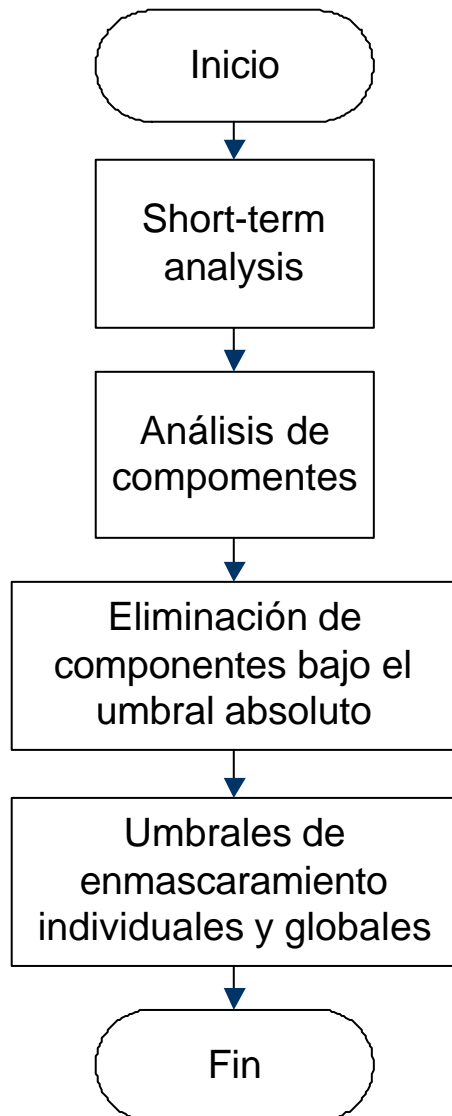 Inicio
Short-term
analysis
Análisis de
compomentes
Eliminación de
componentes bajo el
umbral absoluto
Umbrales de
enmascaramiento
individuales y globales
Fin